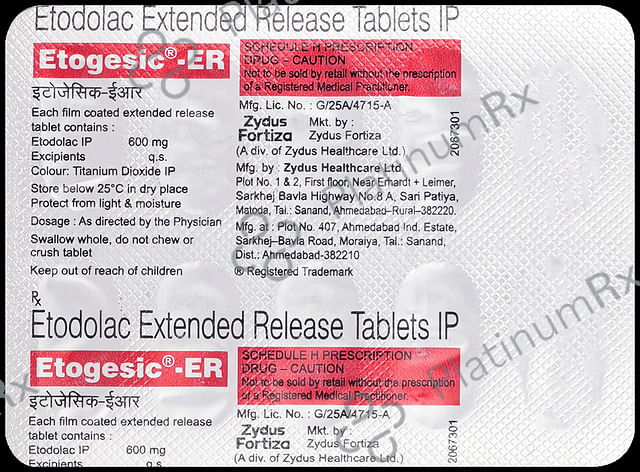 Etodolac Extended Release Tablets IP
Etogesic®-ER
इटोजेसिक-ईआर
Each film coated extended release
tablet contains :
Etodolac IP 600 mg
Excipients q.s.
Colour: Titanium Dioxide IP
Store below 25°C in dry place
Protect from light & moisture
Dosage : As directed by the Physician
Swallow whole, do not chew or
crush tablet
Keep out of reach of children
SCHEDULE H PRESCRIPTION
DRUG – CAUTION
Not to be sold by retail without the prescription
of a Registered Medical Practitioner.
Mfg. Lic. No. : G/25A/4715-A
Zydus
Fortiza
Mkt. by :
Zydus Fortiza
(A div. of Zydus Healthcare Ltd.)
Mfg. by : Zydus Healthcare Ltd
Plot No. 1 & 2, First floor, Near Erhardt + Leimer,
Sarkhej Bavla Highway No.8 A, Sari Patiya,
Matoda, Tal.: Sanand, Ahmedabad–Rural–382220.
Mfg. at : Plot No. 407, Ahmedabad Ind. Estate,
Sarkhej–Bavla Road, Moraiya, Tal.: Sanand,
Dist.: Ahmedabad-382210
® Registered Trademark
2067301
Rx
Etodolac Extended Release Tablets IP
Etogesic®-ER
इटोजेसिक-ईआर
Each film coated extended release
tablet contains :
Etodolac IP 600 mg
Excipients q.s.
SCHEDULE H PRESCRIPTION
DRUG – CAUTION
Not to be sold by retail without the prescription
of a Registered Medical Practitioner.
Mfg. Lic. No. : G/25A/4715-A
Zydus
Fortiza
Mkt. by :
Zydus Fortiza
(A div. of Zydus Healthcare Ltd.)
2067301
PlatinumRx
PlatinumRx
Rx